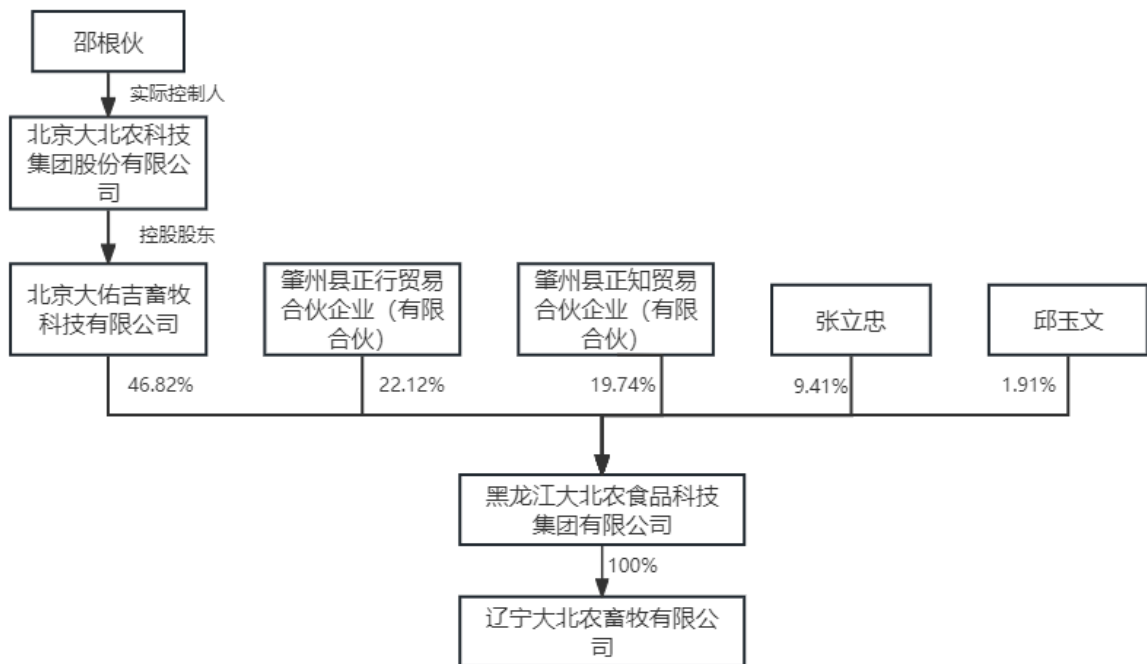 邵根伙
实际控制人
北京大北农科技
集团股份有限公
司
控股股东
北京大佑吉畜牧
科技有限公司
肇州县正行贸易
合伙企业（有限
合伙）
肇州县正知贸易
合伙企业（有限
合伙）
张立忠
邱玉文
46.82%
22.12%
19.74%
9.41%
1.91%
黑龙江大北农食品科技
集团有限公司
100%
辽宁大北农畜牧有限公
司